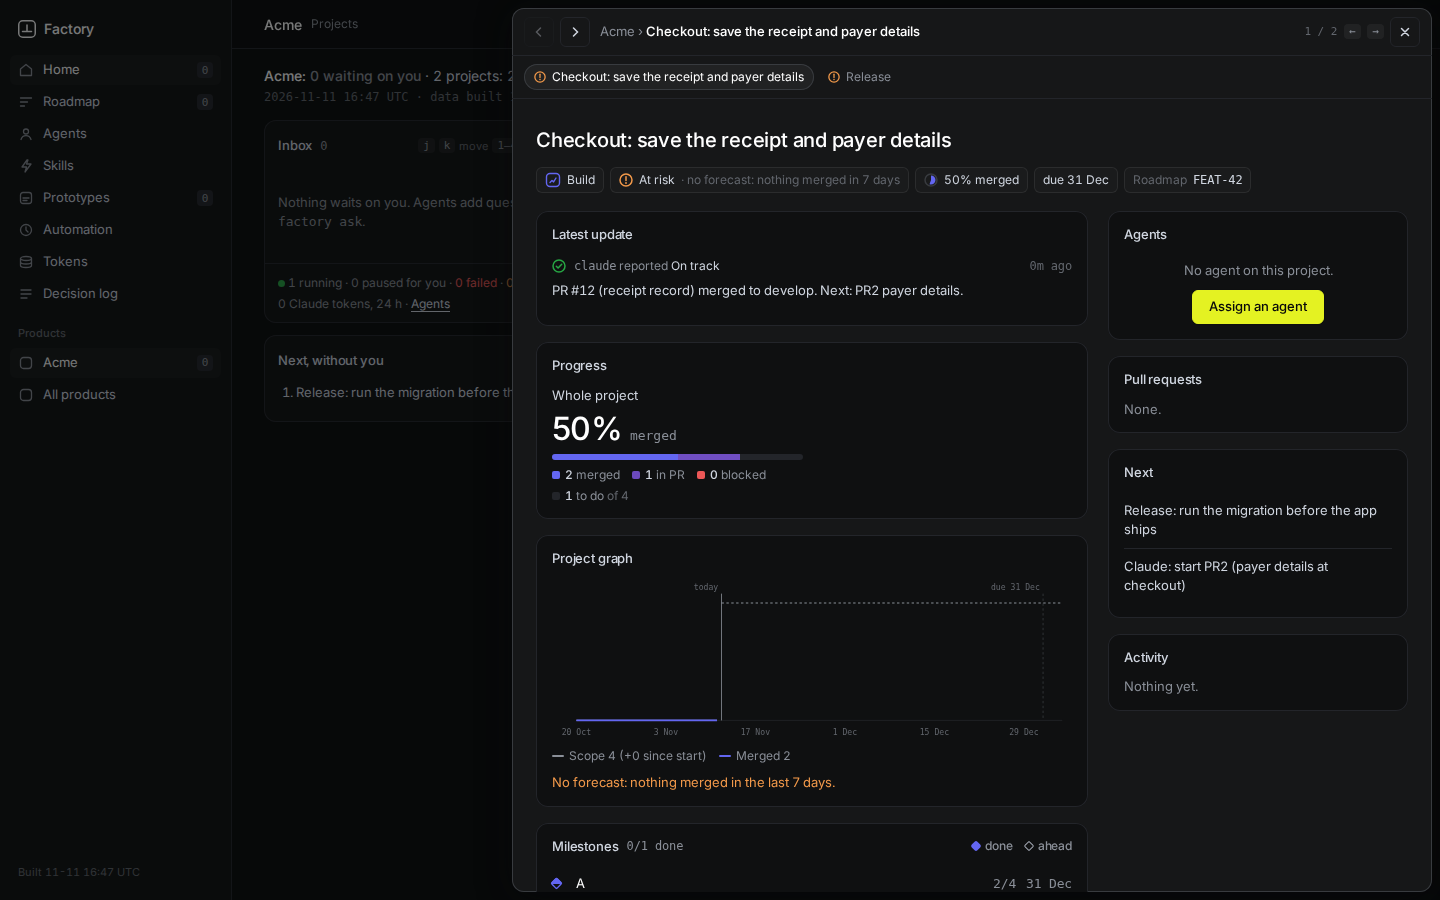 Factory
Home 0
Roadmap 0
Agents
Skills
Prototypes 0
Automation
Tokens
Decision log
Products
Acme 0
All products
Built 11-11 16:47 UTC
Acme Projects
Acme: 0 waiting on you · 2 projects:
2026-11-11 16:47 UTC · data built
Inbox 0 j k move
Nothing waits on you. Agents add
factory ask.
1 running · 0 paused for you · 0 failed ·
0 Claude tokens, 24 h · Agents
Next, without you
1. Release: run the migration before
Acme › Checkout: save the receipt and payer details
1 / 2 ← →
Checkout: save the receipt and payer details
Release
Checkout: save the receipt and payer details
Build
At risk · no forecast: nothing merged in 7 days
50% merged
due 31 Dec
Roadmap FEAT-42
Latest update
claude reported On track 0m ago
PR #12 (receipt record) merged to develop. Next: PR2 payer details.
Progress
Whole project
50% merged
2 merged 1 in PR 0 blocked
1 to do of 4
Project graph
today due 31 Dec
20 Oct 3 Nov 17 Nov 1 Dec 15 Dec 29 Dec
Scope 4 (+0 since start) Merged 2
No forecast: nothing merged in the last 7 days.
Milestones 0/1 done
done ahead
A 2/4 31 Dec
Agents
No agent on this project.
Assign an agent
Pull requests
None.
Next
Release: run the migration before the app
ships
Claude: start PR2 (payer details at
checkout)
Activity
Nothing yet.